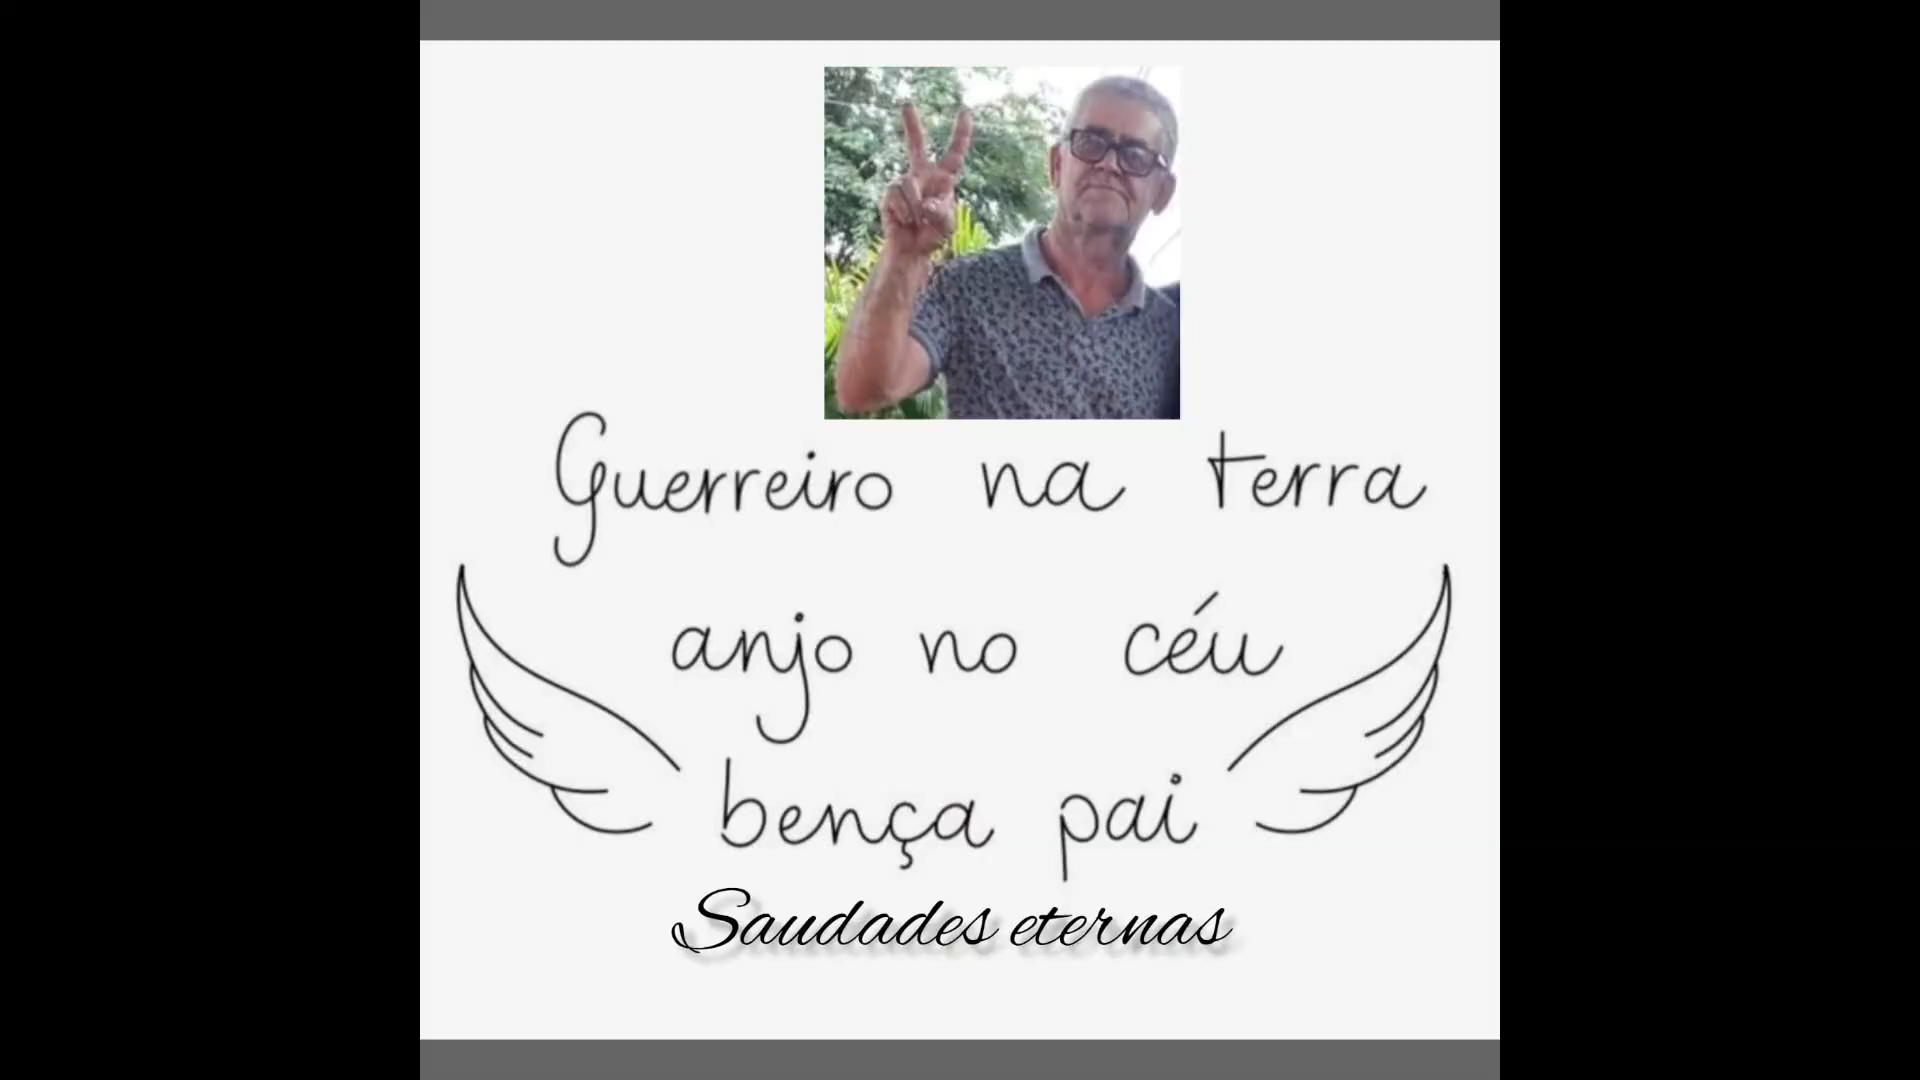 Guerreiro na terra
anjo no céu
bença pai
Saudades eternas